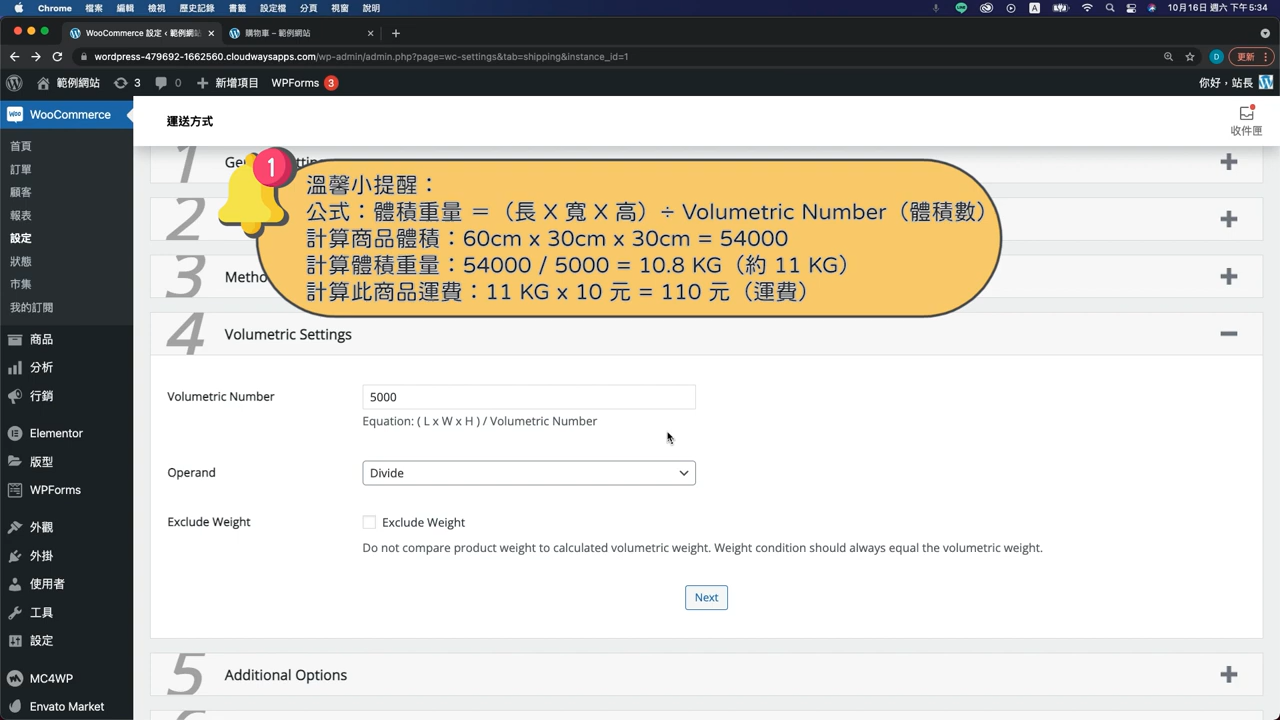 Chrome 檔案 編輯 檢視 歷史記錄 書籤 設定檔 分頁 視窗 說明
A
10月16日 週六 下午5:34
WooCommerce 設定 ‹ 範例網站
購物車 – 範例網站
wordpress-479692-1662560.cloudwaysapps.com/wp-admin/admin.php?page=wc-settings&tab=shipping&instance_id=1
D
更新
範例網站
3
0
新增項目
WPForms 3
你好，站長
WooCommerce
首頁
訂單
顧客
報表
設定
狀態
市集
我的訂閱
商品
分析
行銷
Elementor
版型
WPForms
外觀
外掛
使用者
工具
設定
MC4WP
Envato Market
運送方式
收件匣
1
1
溫馨小提醒：
公式：體積重量 ＝（長 X 寬 X 高）÷ Volumetric Number（體積數）
計算商品體積：60cm x 30cm x 30cm = 54000
計算體積重量：54000 / 5000 = 10.8 KG（約 11 KG）
計算此商品運費：11 KG x 10 元 = 110 元（運費）
2
3
4 Volumetric Settings
Volumetric Number
5000
Equation: ( L x W x H ) / Volumetric Number
Operand
Divide
Exclude Weight
Exclude Weight
Do not compare product weight to calculated volumetric weight. Weight condition should always equal the volumetric weight.
Next
5 Additional Options